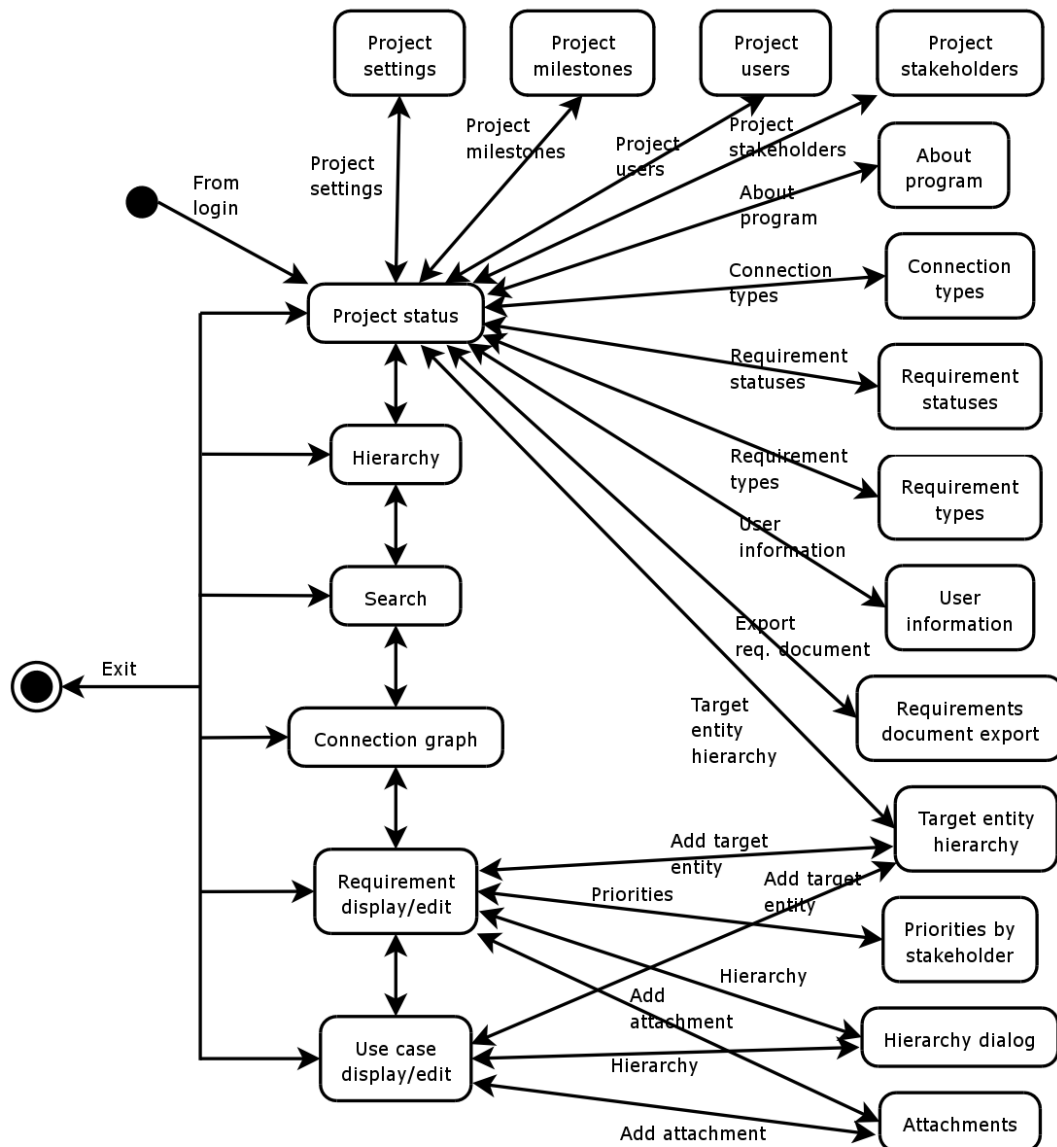 Project
settings
Project
milestones
Project
users
Project
stakeholders
Project
settings
Project
milestones
Project
users
Project
stakeholders
About
program
About
program
From
login
Connection
types
Connection
types
Project status
Requirement
statuses
Requirement
statuses
Hierarchy
Requirement
types
Requirement
types
User
information
User
information
Search
Export
req. document
Requirements
document export
Exit
Target
entity
hierarchy
Connection graph
Target entity
hierarchy
Add target
entity
Add target
entity
Requirement
display/edit
Priorities
Priorities by
stakeholder
Hierarchy
Add
attachment
Hierarchy dialog
Use case
display/edit
Hierarchy
Attachments
Add attachment